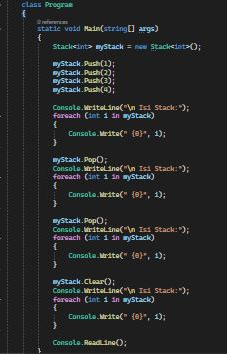 class Program
{
0 references
static void Main(string[] args)
{
Stack<int> myStack = new Stack<int>();
myStack.Push(1);
myStack.Push(2);
myStack.Push(3);
myStack.Push(4);
Console.WriteLine("\n Isi Stack:");
foreach (int i in myStack)
{
Console.Write(" {0}", i);
}
myStack.Pop();
Console.WriteLine("\n Isi Stack:");
foreach (int i in myStack)
{
Console.Write(" {0}", i);
}
myStack.Pop();
Console.WriteLine("\n Isi Stack:");
foreach (int i in myStack)
{
Console.Write(" {0}", i);
}
myStack.Clear();
Console.WriteLine("\n Isi Stack:");
foreach (int i in myStack)
{
Console.Write(" {0}", i);
}
Console.ReadLine();
}